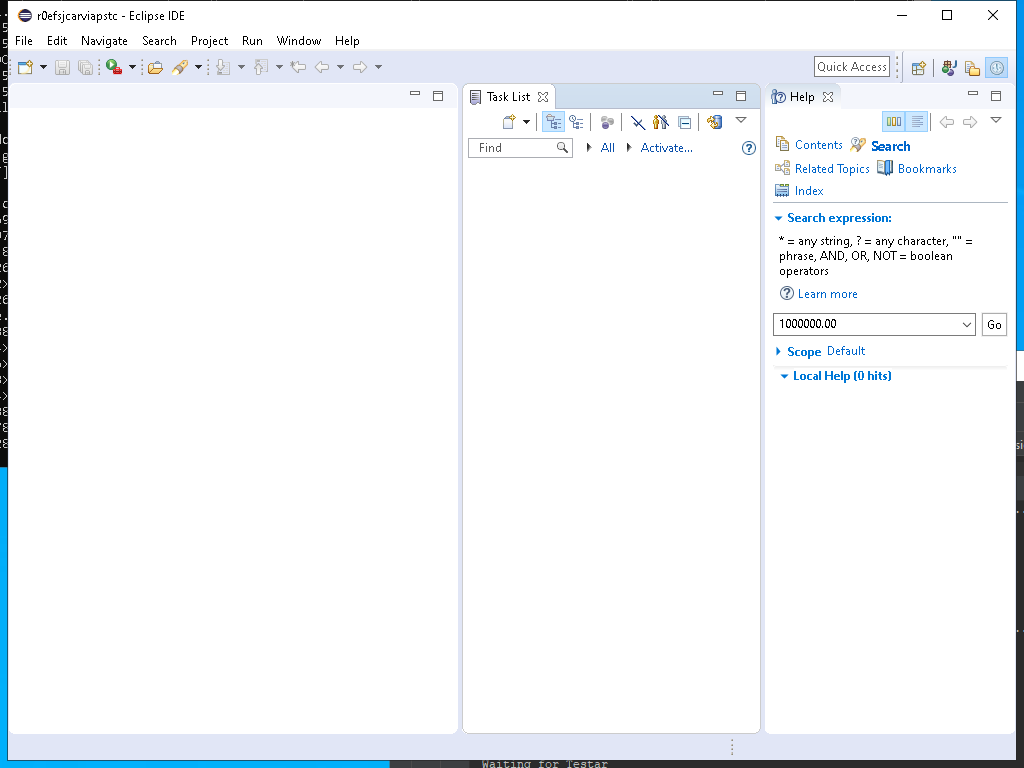 r0efsjcarviapstc - Eclipse IDE
File Edit Navigate Search Project Run Window Help
Quick Access
Task List
Help
Find
All
Activate...
Contents
Search
Related Topics
Bookmarks
Index
Search expression:
* = any string, ? = any character, "" =
phrase, AND, OR, NOT = boolean
operators
Learn more
1000000.00
Go
Scope Default
Local Help (0 hits)
Waiting for Testar